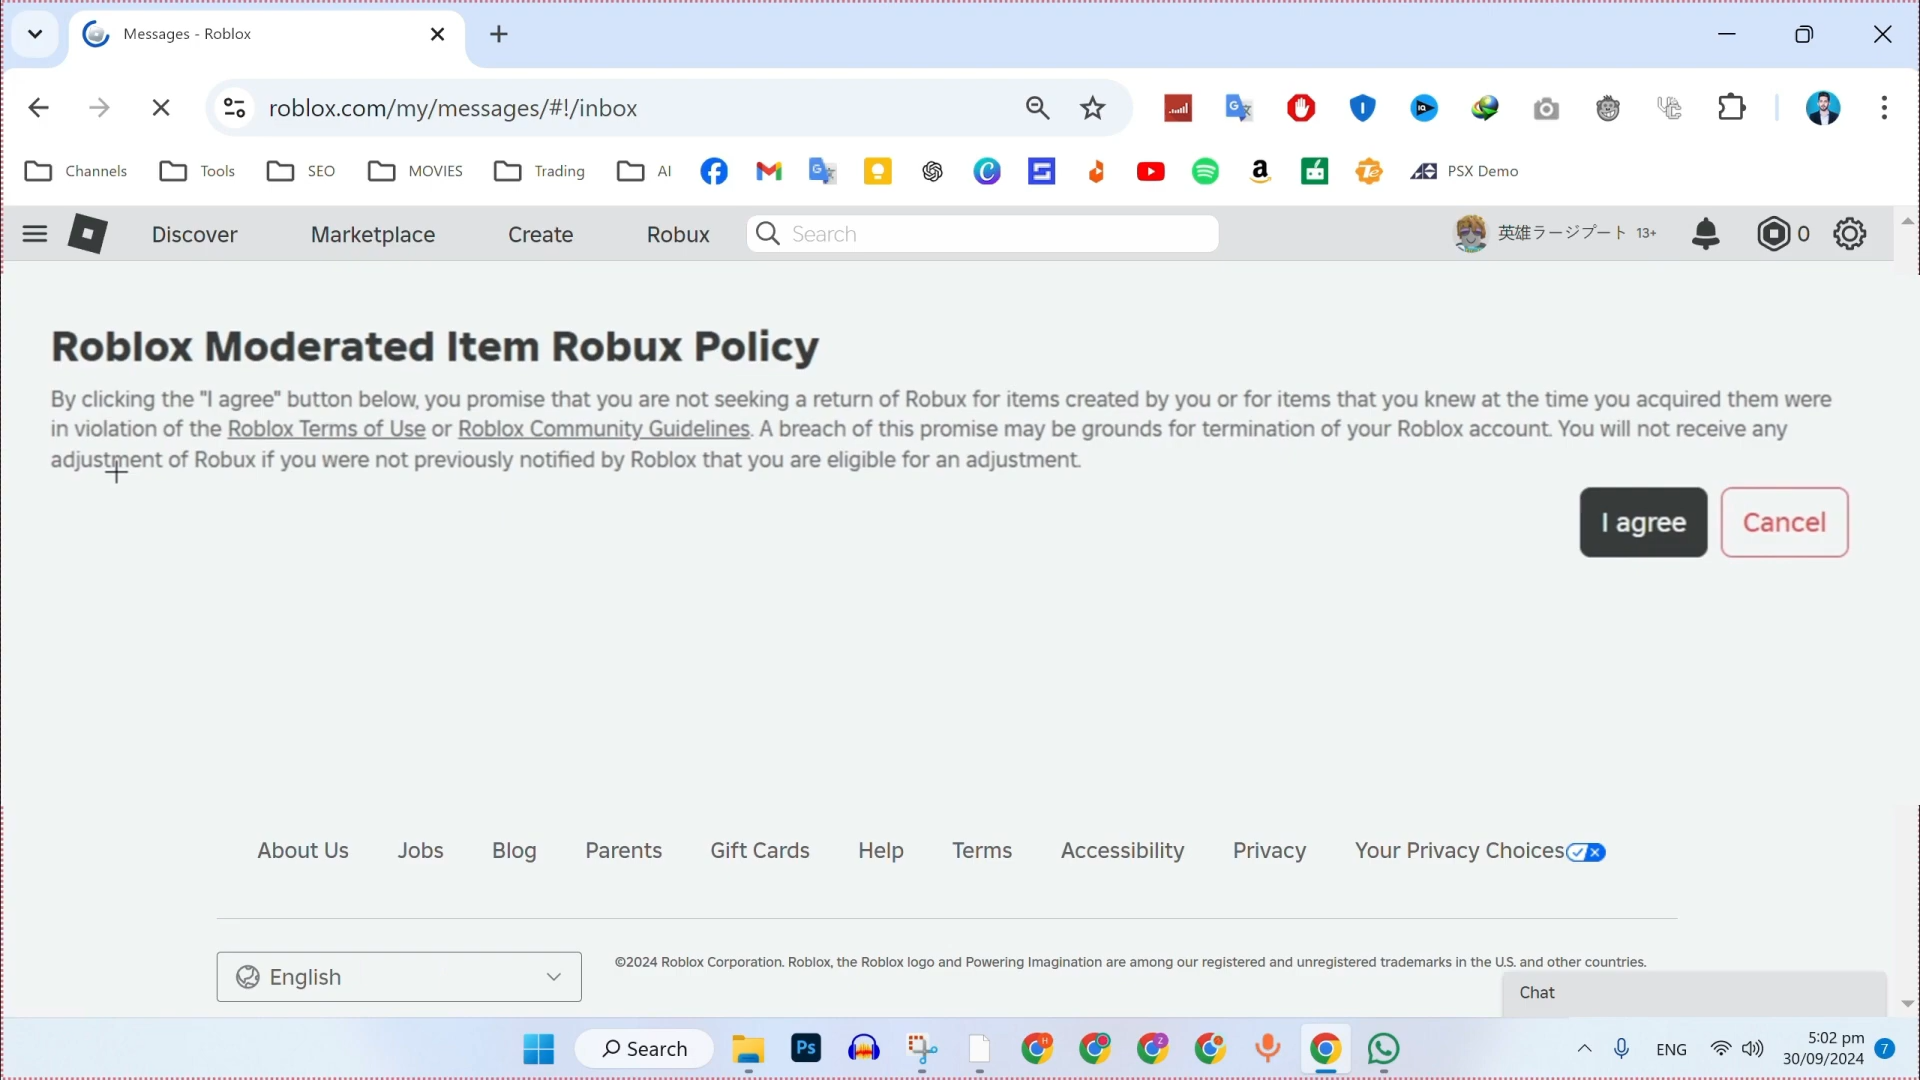 Messages - Roblox
roblox.com/my/messages/#!/inbox
Channels Tools SEO MOVIES Trading AI PSX Demo
Discover Marketplace Create Robux Search 英雄ラージプート 13+ 0
Roblox Moderated Item Robux Policy
By clicking the "I agree" button below, you promise that you are not seeking a return of Robux for items created by you or for items that you knew at the time you acquired them were
in violation of the Roblox Terms of Use or Roblox Community Guidelines. A breach of this promise may be grounds for termination of your Roblox account. You will not receive any
adjustment of Robux if you were not previously notified by Roblox that you are eligible for an adjustment.
I agree Cancel
About Us Jobs Blog Parents Gift Cards Help Terms Accessibility Privacy Your Privacy Choices
English
©2024 Roblox Corporation. Roblox, the Roblox logo and Powering Imagination are among our registered and unregistered trademarks in the U.S. and other countries.
Chat
Search Ps ENG 5:02 pm 7
30/09/2024